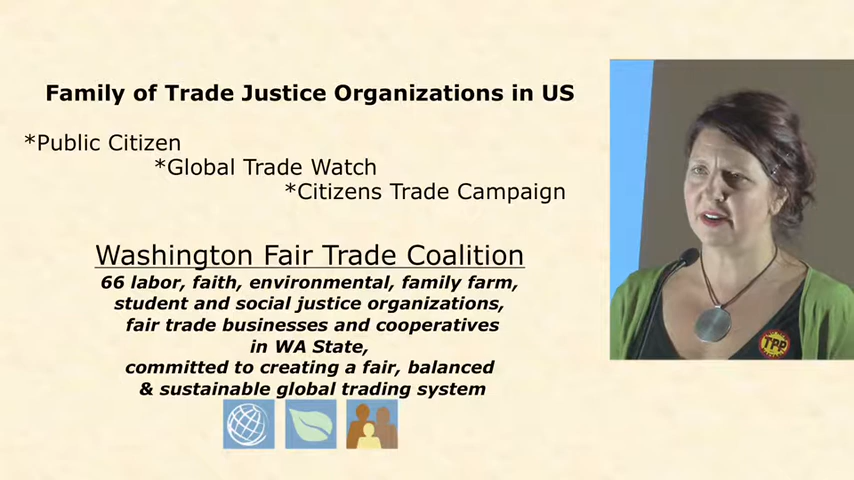 Family of Trade Justice Organizations in US
*Public Citizen
*Global Trade Watch
*Citizens Trade Campaign
Washington Fair Trade Coalition
66 labor, faith, environmental, family farm,
student and social justice organizations,
fair trade businesses and cooperatives
in WA State,
committed to creating a fair, balanced
& sustainable global trading system
TPP